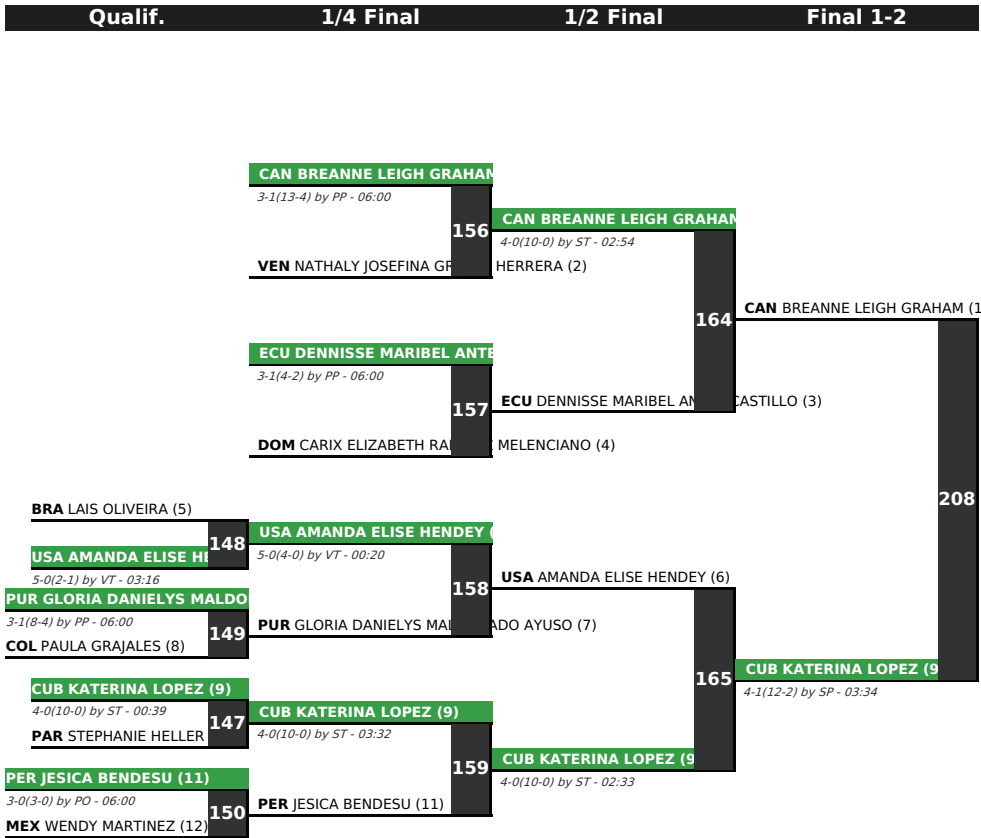 Qualif. 1/4 Final 1/2 Final Final 1-2
CAN BREANNE LEIGH GRAHAM
3-1(13-4) by PP - 06:00
156
VEN NATHALY JOSEFINA GR HERRERA (2)
CAN BREANNE LEIGH GRAHAM
4-0(10-0) by ST - 02:54
164
ECU DENNISSE MARIBEL ANTE
3-1(4-2) by PP - 06:00
157
DOM CARIX ELIZABETH RA MELENCIANO (4)
ECU DENNISSE MARIBEL AN CASTILLO (3)
CAN BREANNE LEIGH GRAHAM (1
208
BRA LAIS OLIVEIRA (5)
148
USA AMANDA ELISE HE
5-0(2-1) by VT - 03:16
PUR GLORIA DANIELYS MALDO
3-1(8-4) by PP - 06:00
149
COL PAULA GRAJALES (8)
USA AMANDA ELISE HENDEY (
5-0(4-0) by VT - 00:20
158
PUR GLORIA DANIELYS MAL ADO AYUSO (7)
USA AMANDA ELISE HENDEY (6)
165
CUB KATERINA LOPEZ (9)
4-0(10-0) by ST - 00:39
147
PAR STEPHANIE HELLER
PER JESICA BENDESU (11)
3-0(3-0) by PO - 06:00
150
MEX WENDY MARTINEZ (12)
CUB KATERINA LOPEZ (9)
4-0(10-0) by ST - 03:32
159
PER JESICA BENDESU (11)
CUB KATERINA LOPEZ (9
4-0(10-0) by ST - 02:33
CUB KATERINA LOPEZ (9
4-1(12-2) by SP - 03:34